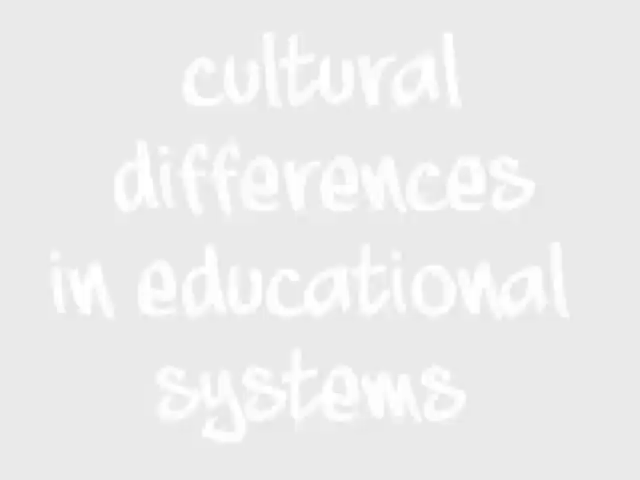 cultural
differences
in educational
systems